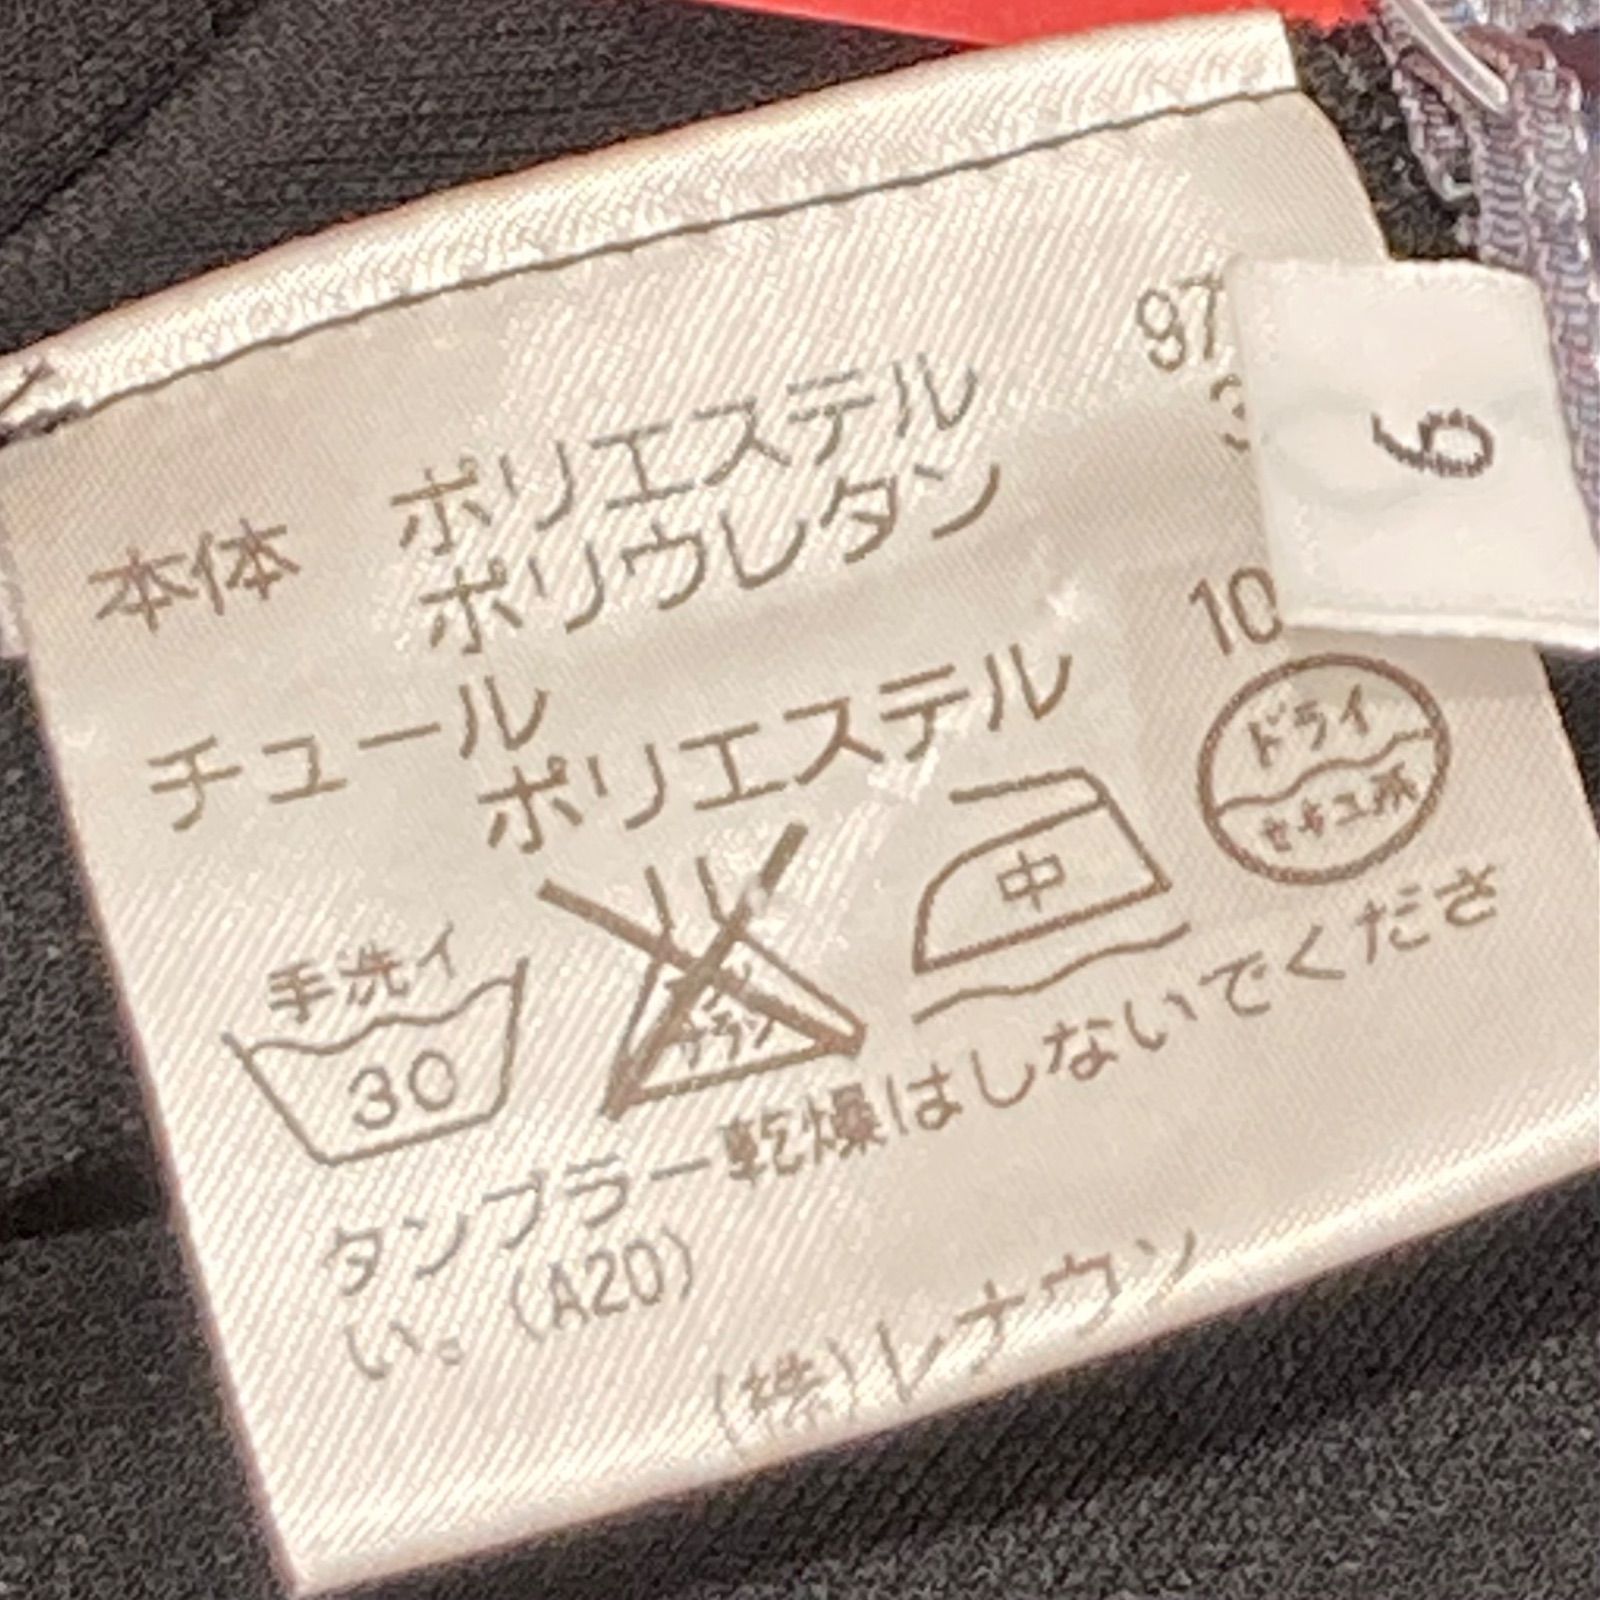 本体 ポリエステル 97
ポリウレタン 3
チュール
ポリエステル 10
手洗イ
30
中
ドライ
セキユ系
タンブラー乾燥はしないでくださ
い。(A20)
(株)レナウン
9